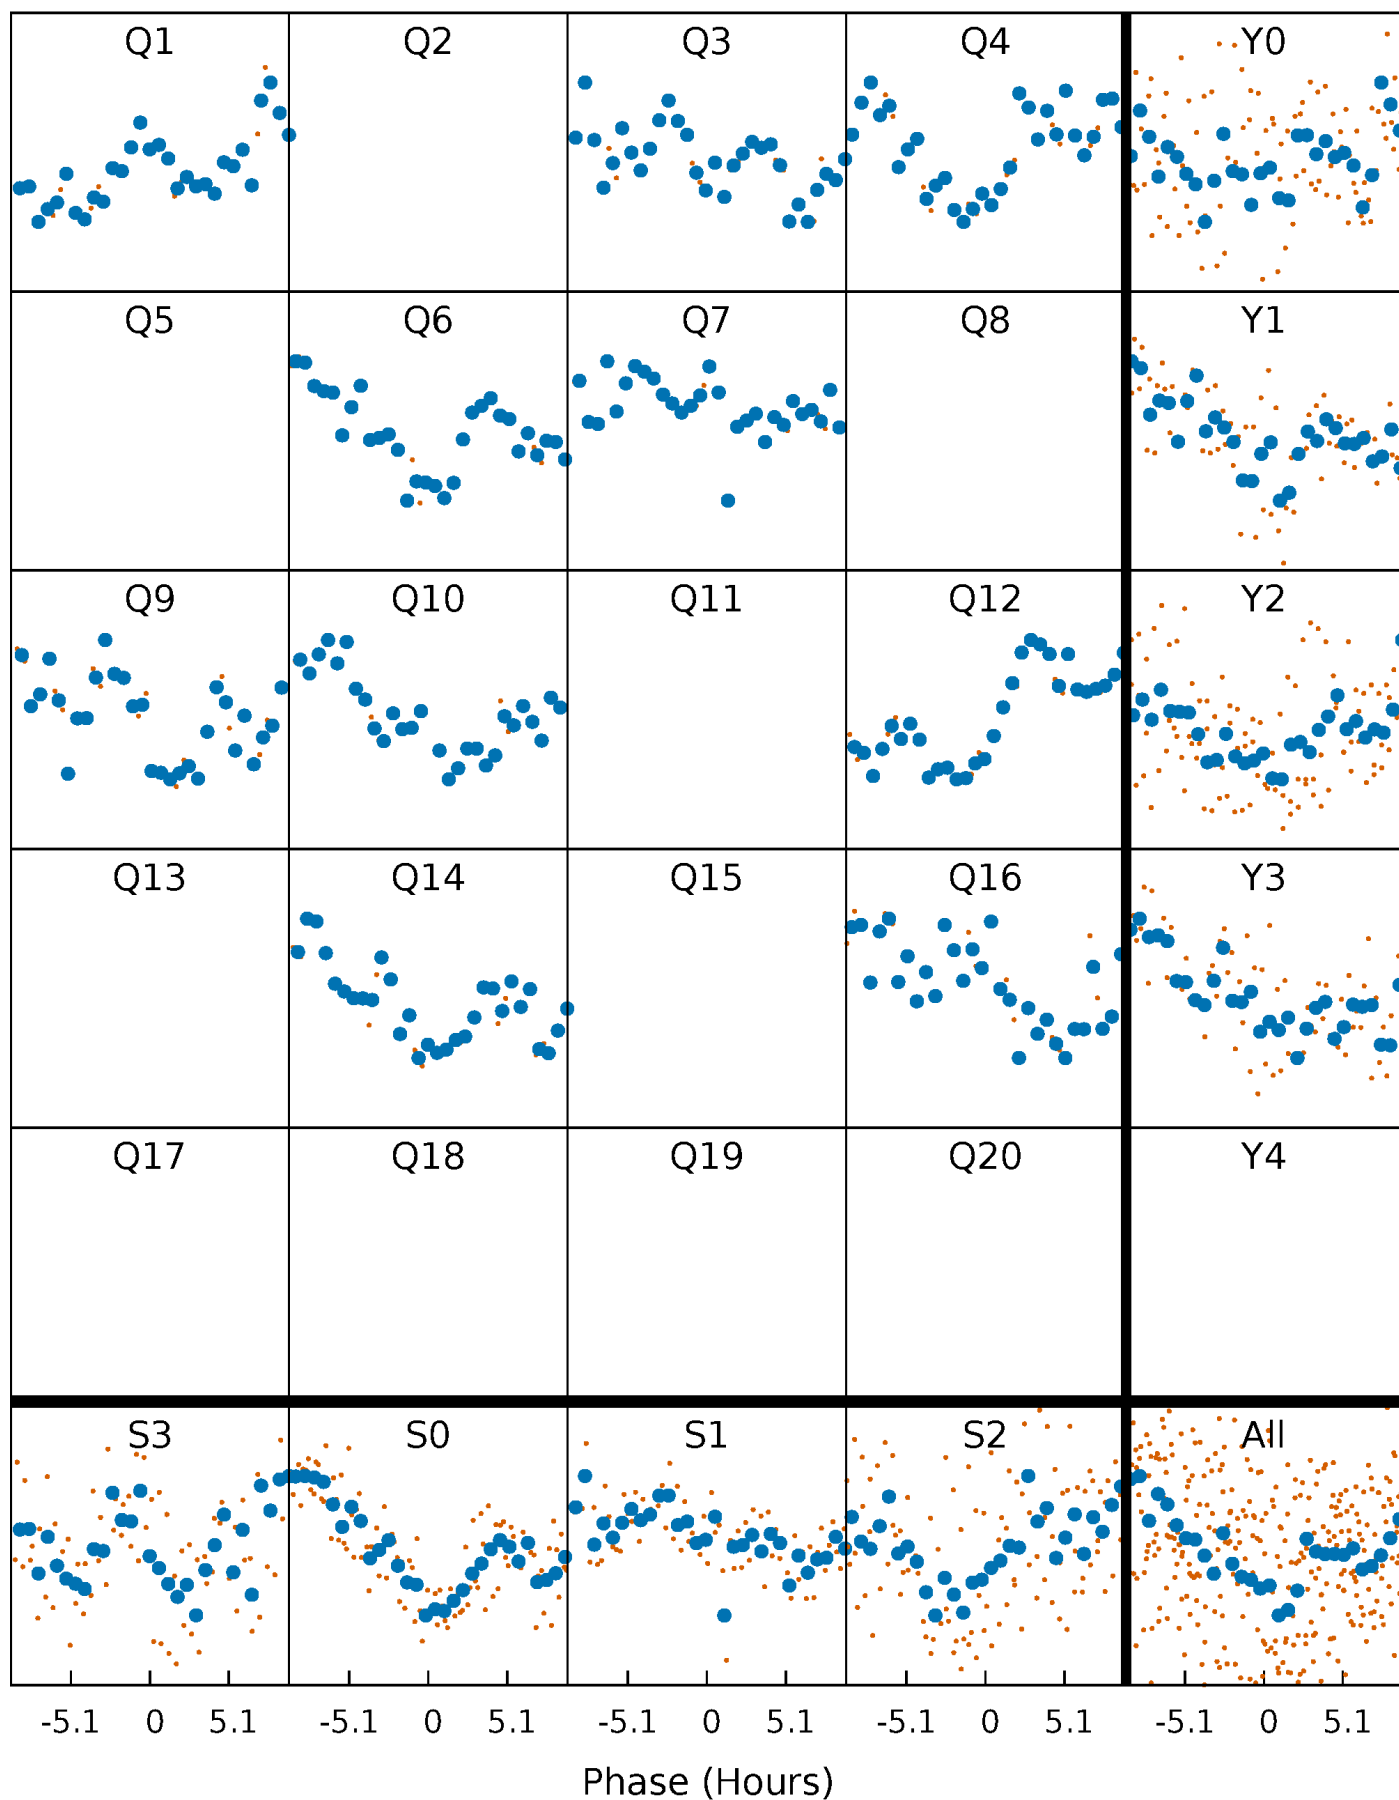 Q1 Q2 Q3 Q4 Y0
Q5 Q6 Q7 Q8 Y1
Q9 Q10 Q11 Q12 Y2
Q13 Q14 Q15 Q16 Y3
Q17 Q18 Q19 Q20 Y4
S3 S0 S1 S2 All
-5.1 0 5.1 -5.1 0 5.1 -5.1 0 5.1 -5.1 0 5.1 -5.1 0 5.1
Phase (Hours)